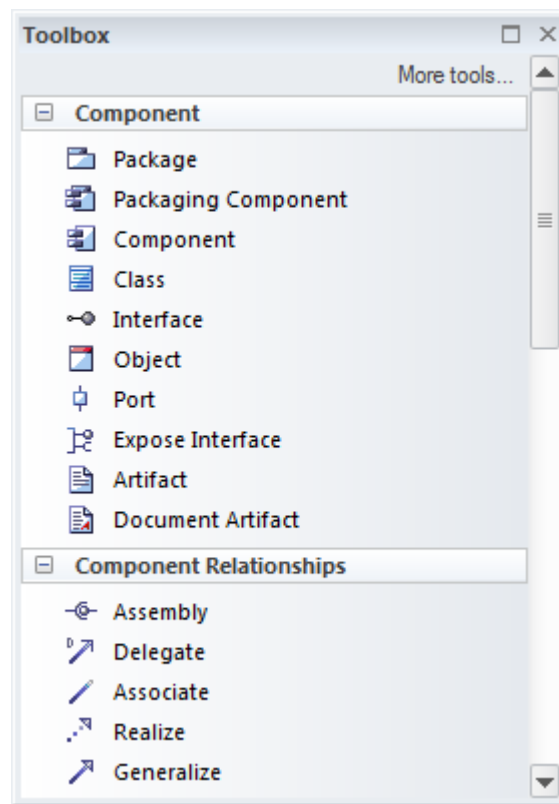 Toolbox
More tools...
Component
Package
Packaging Component
Component
Class
Interface
Object
Port
Expose Interface
Artifact
Document Artifact
Component Relationships
Assembly
Delegate
Associate
Realize
Generalize